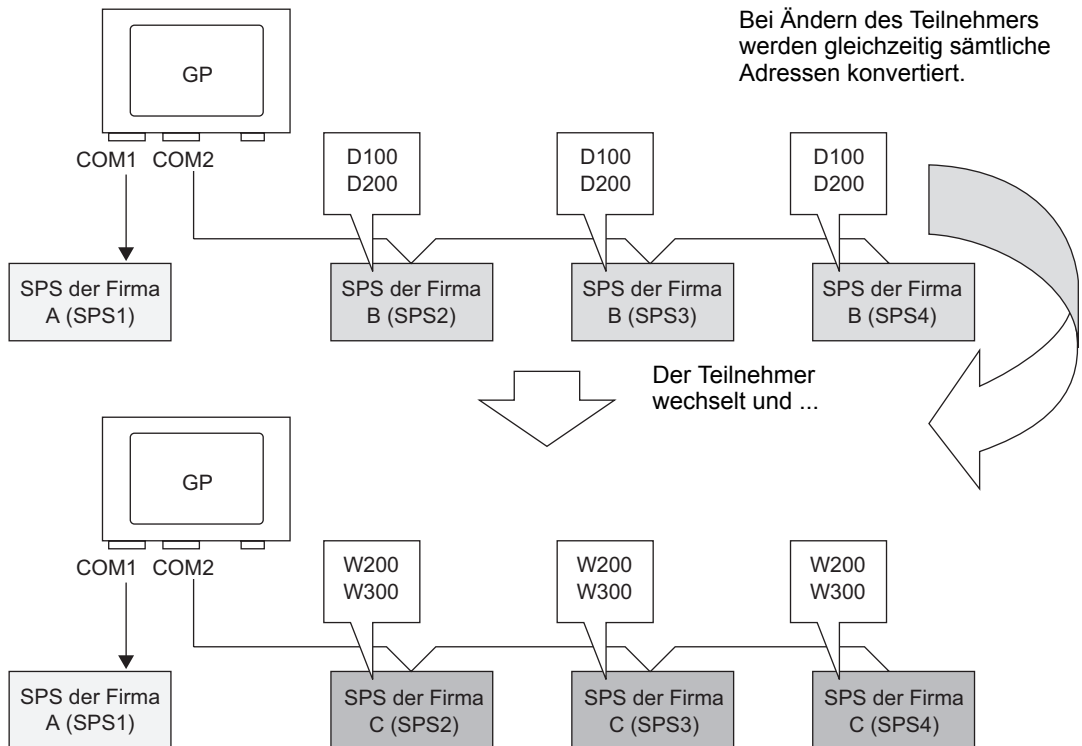 Bei Ändern des Teilnehmers
werden gleichzeitig sämtliche
Adressen konvertiert.
GP
COM1 COM2
D100
D200
D100
D200
D100
D200
SPS der Firma
A (SPS1)
SPS der Firma
B (SPS2)
SPS der Firma
B (SPS3)
SPS der Firma
B (SPS4)
Der Teilnehmer
wechselt und ...
GP
COM1 COM2
W200
W300
W200
W300
W200
W300
SPS der Firma
A (SPS1)
SPS der Firma
C (SPS2)
SPS der Firma
C (SPS3)
SPS der Firma
C (SPS4)